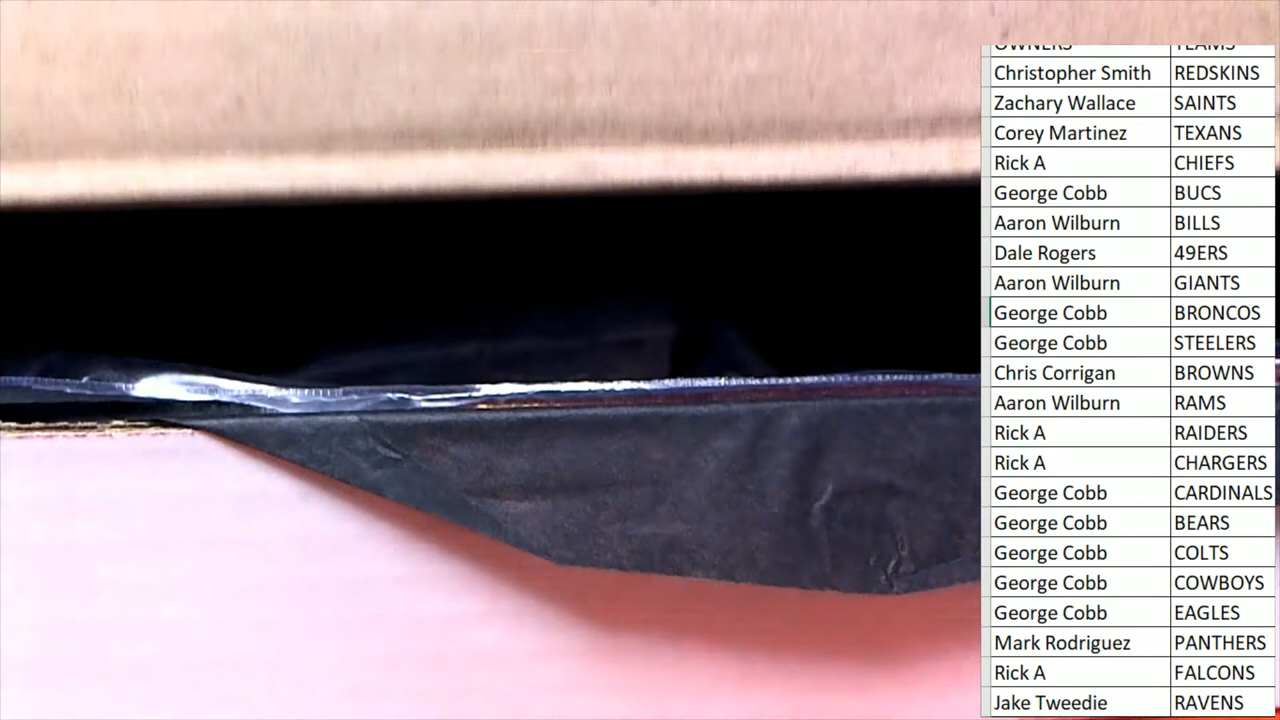 OWNERS TEAMS
Christopher Smith REDSKINS
Zachary Wallace SAINTS
Corey Martinez TEXANS
Rick A CHIEFS
George Cobb BUCS
Aaron Wilburn BILLS
Dale Rogers 49ERS
Aaron Wilburn GIANTS
George Cobb BRONCOS
George Cobb STEELERS
Chris Corrigan BROWNS
Aaron Wilburn RAMS
Rick A RAIDERS
Rick A CHARGERS
George Cobb CARDINALS
George Cobb BEARS
George Cobb COLTS
George Cobb COWBOYS
George Cobb EAGLES
Mark Rodriguez PANTHERS
Rick A FALCONS
Jake Tweedie RAVENS